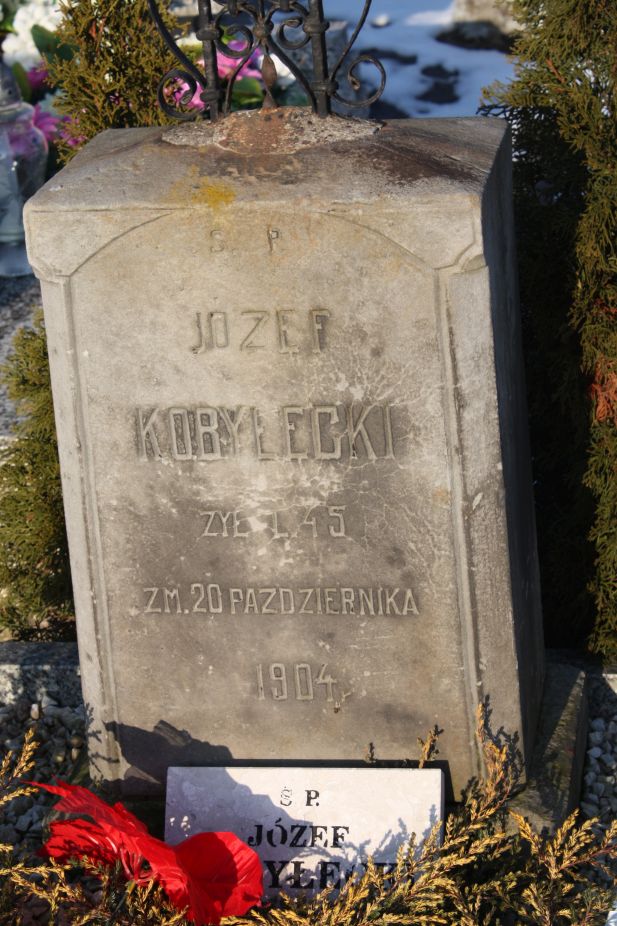 Ś P.
JÓZEF
KOBYŁECKI
ŻYŁ L. 45
ZM. 20 PAŹDZIERNIKA
1904
Ś P.
JÓZEF